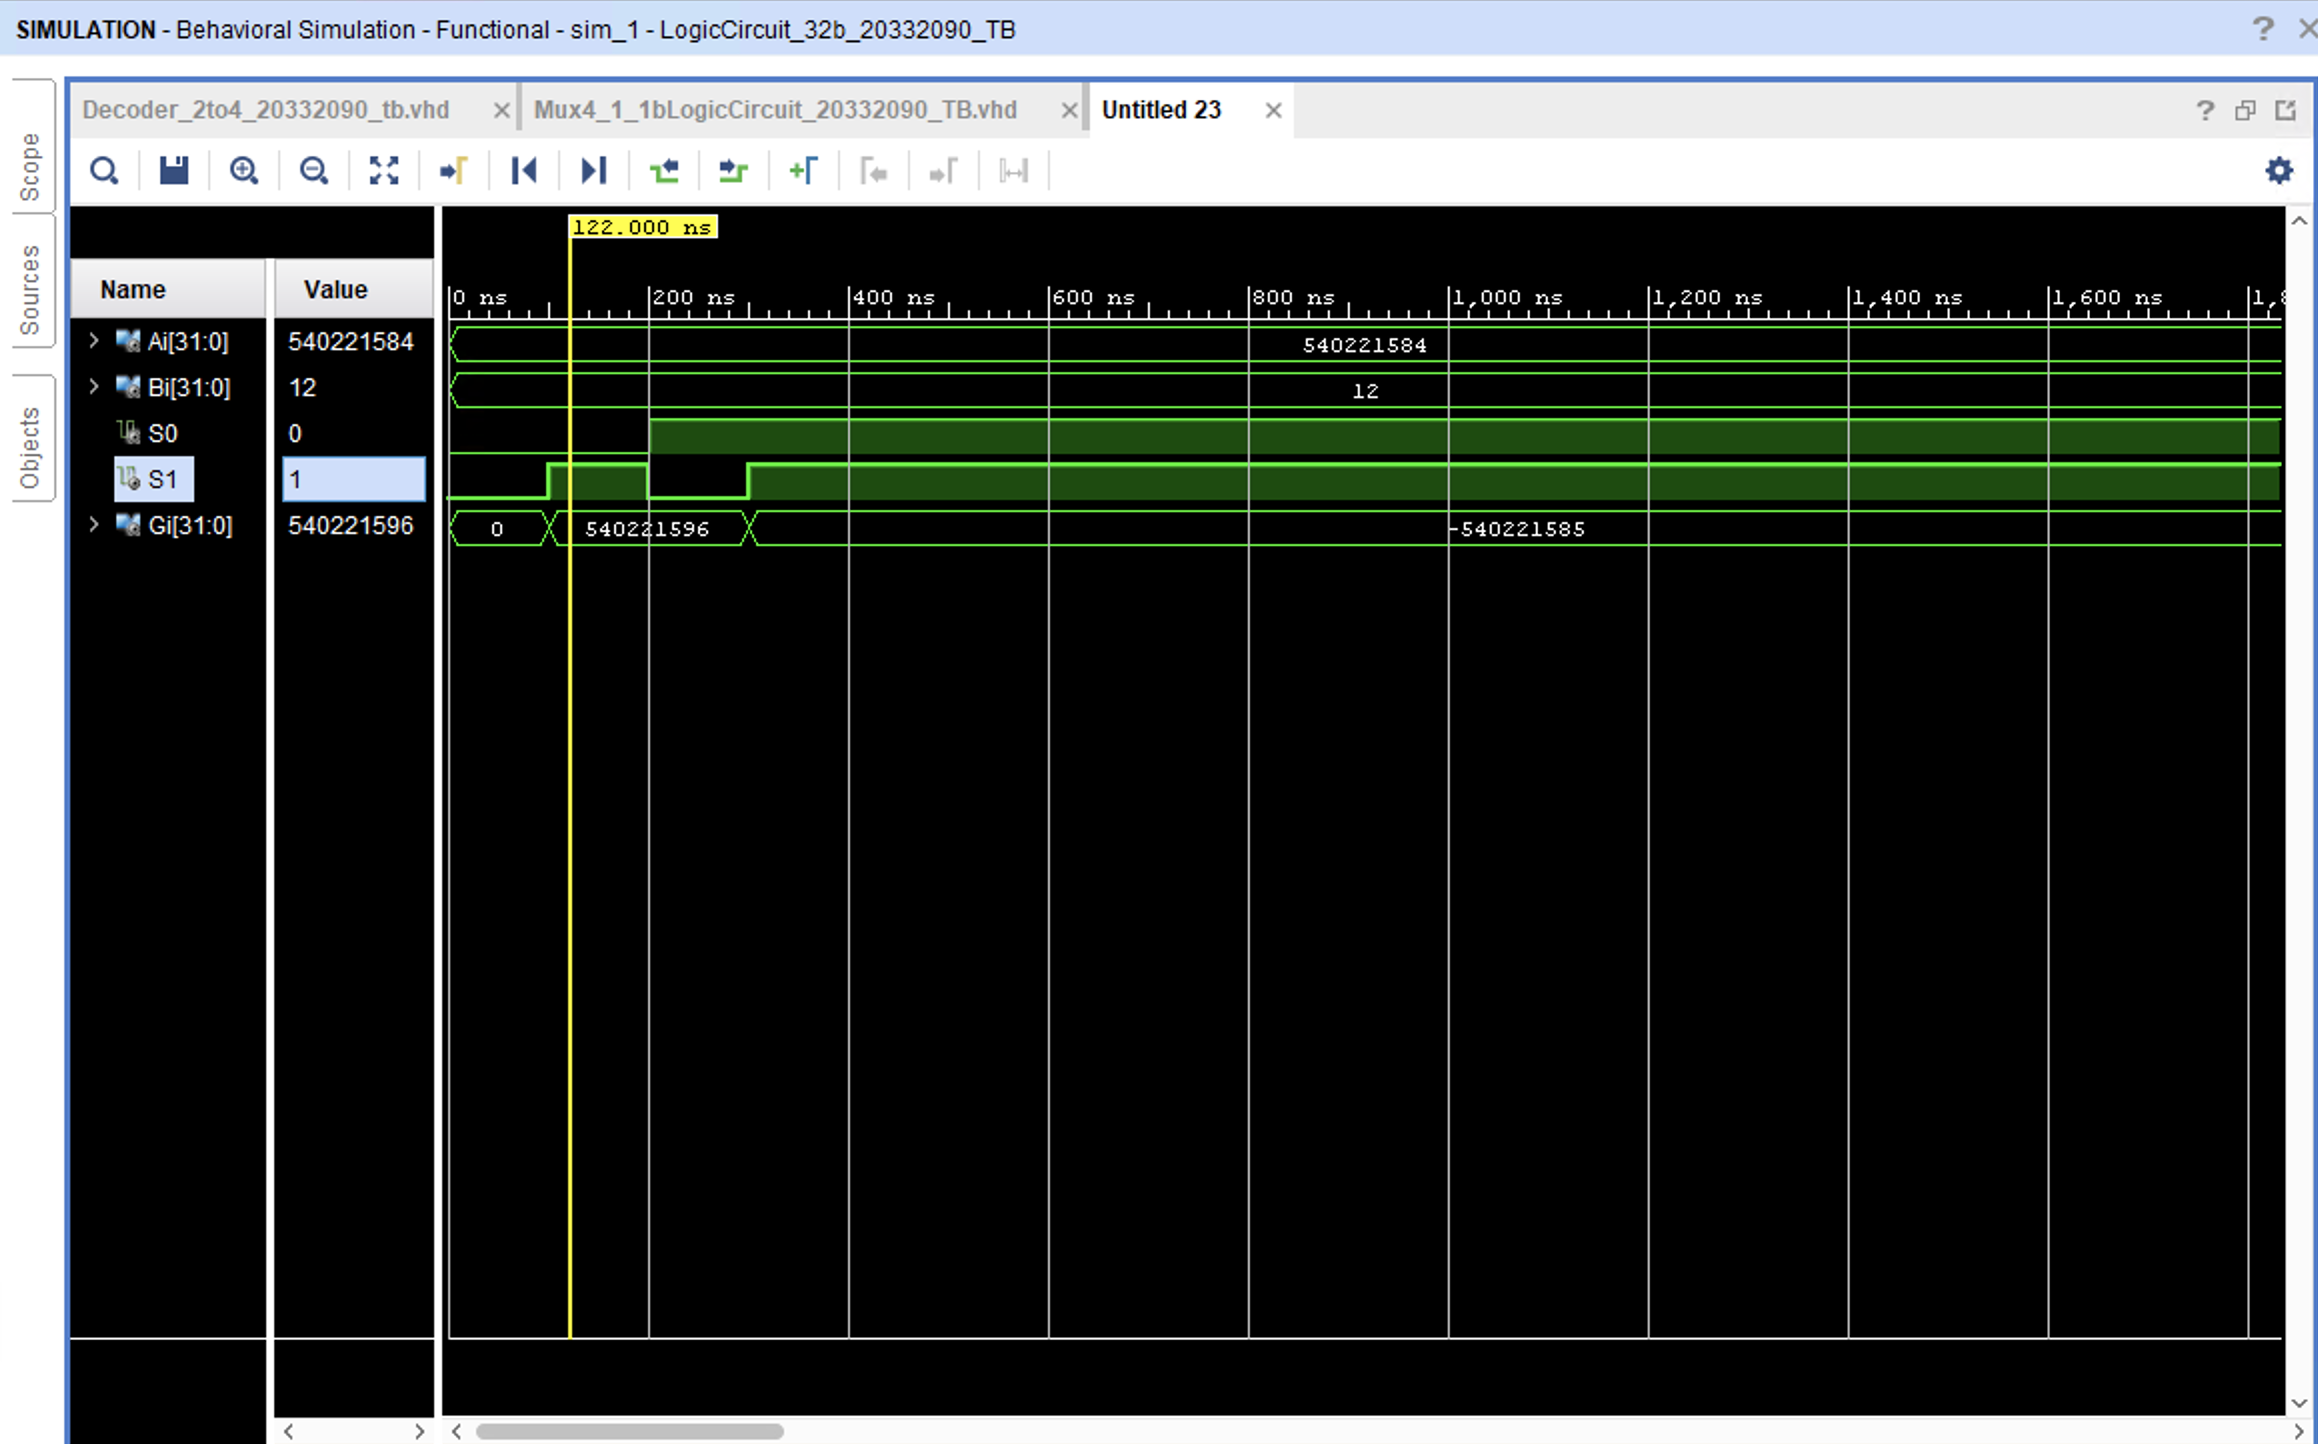 SIMULATION - Behavioral Simulation - Functional - sim_1 - LogicCircuit_32b_20332090_TB
Scope
Sources
Objects
Decoder_2to4_20332090_tb.vhd
Mux4_1_1bLogicCircuit_20332090_TB.vhd
Untitled 23
122.000 ns
Name Value
0 ns 200 ns 400 ns 600 ns 800 ns 1,000 ns 1,200 ns 1,400 ns 1,600 ns 1,8
Ai[31:0] 540221584 540221584
Bi[31:0] 12 12
S0 0
S1 1
Gi[31:0] 540221596 0 540221596 -540221585